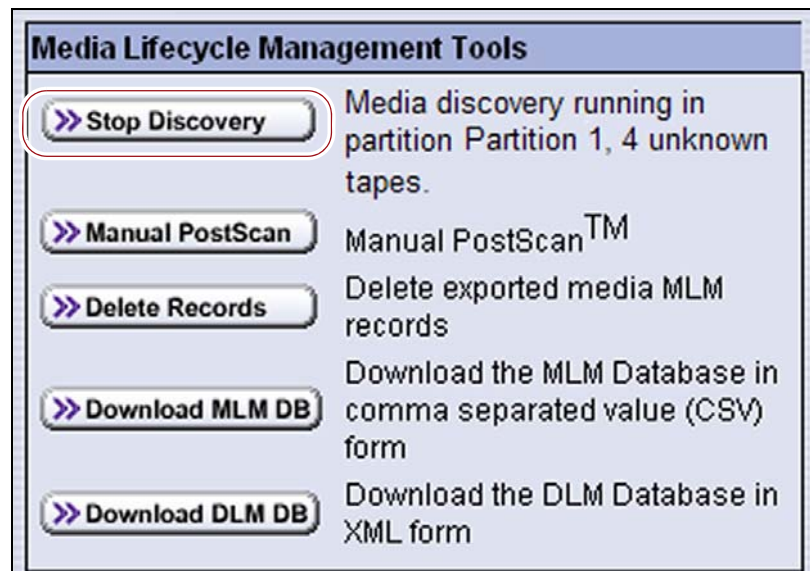 Media Lifecycle Management Tools
>> Stop Discovery
Media discovery running in
partition Partition 1, 4 unknown
tapes.
>> Manual PostScan
Manual PostScan™
>> Delete Records
Delete exported media MLM
records
>> Download MLM DB
Download the MLM Database in
comma separated value (CSV)
form
>> Download DLM DB
Download the DLM Database in
XML form